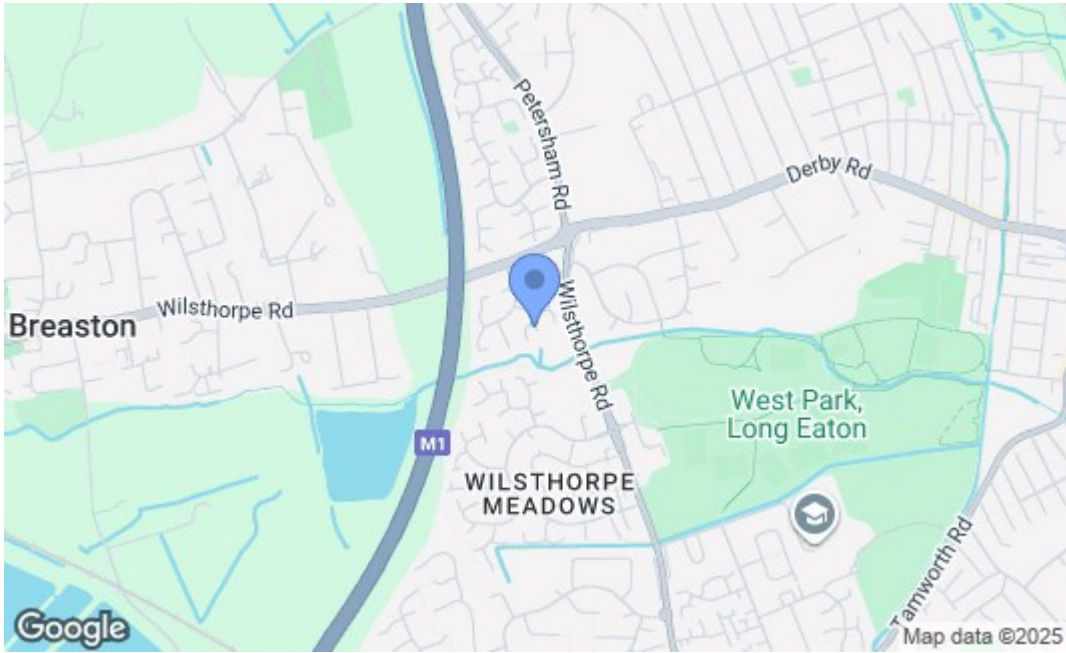 Petersham Rd
Derby Rd
Wilsthorpe Rd
Breaston
Wilsthorpe Rd
West Park,
Long Eaton
M1
WILSTHORPE
MEADOWS
Tamworth Rd
Google
Map data ©2025